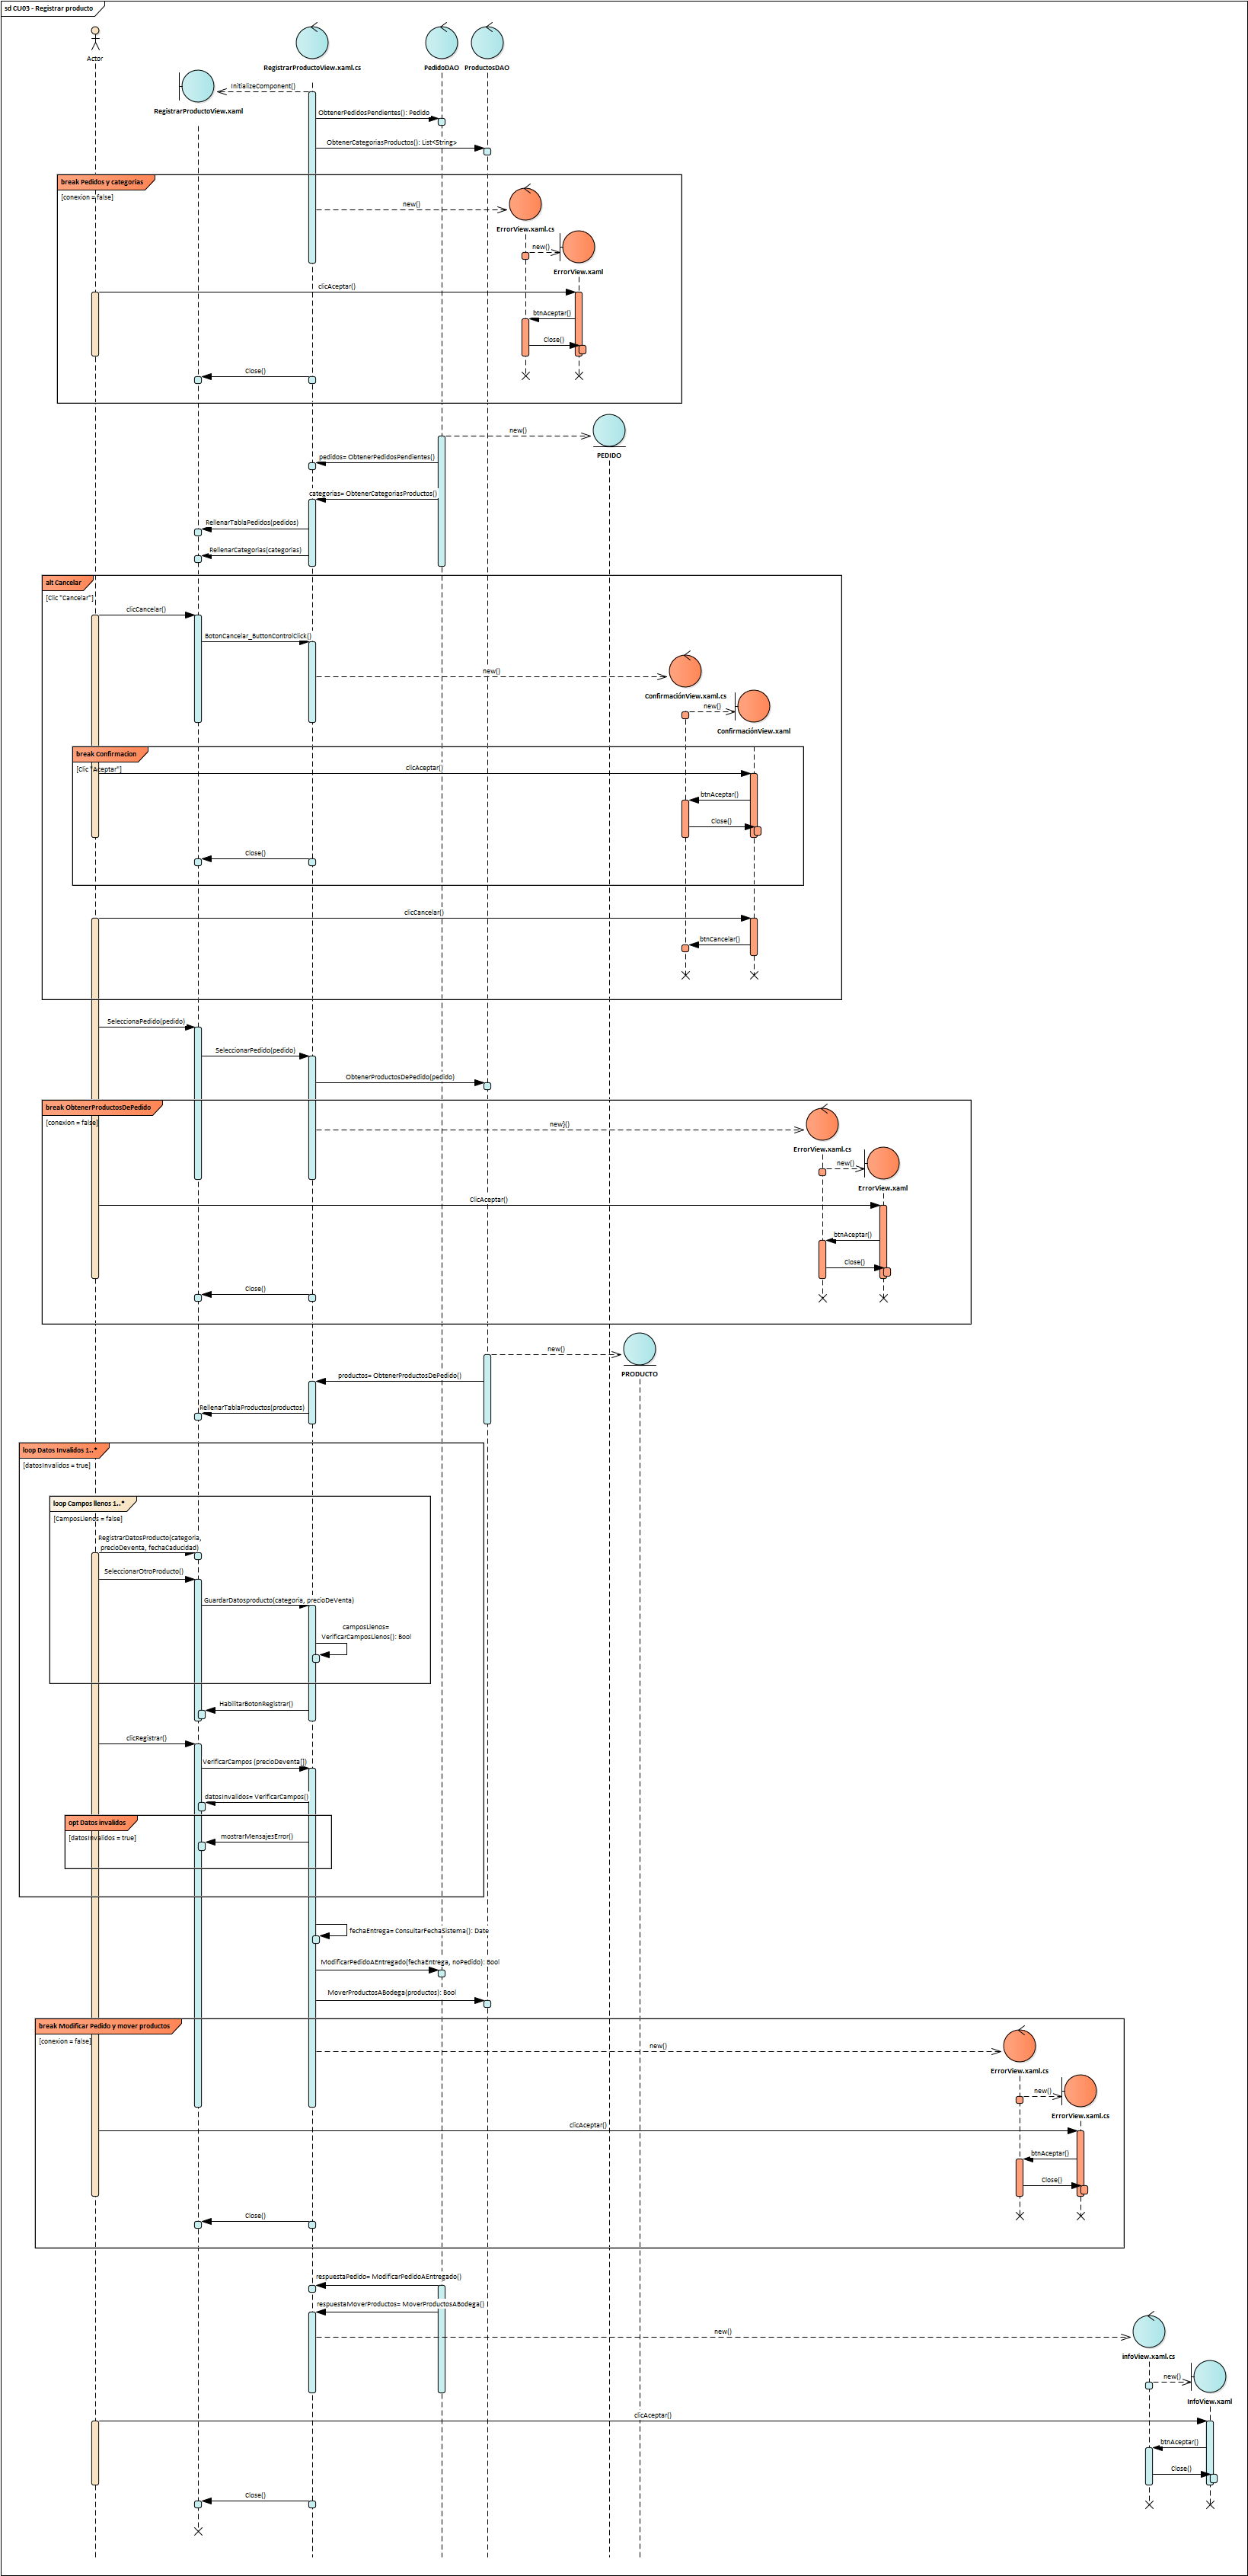 sd CU03 - Registrar producto
Actor
RegistrarProductoView.xaml.cs
PedidoDAO
ProductosDAO
InitializeComponent()
RegistrarProductoView.xaml
ObtenerPedidosPendientes(): Pedido
ObtenerCategoriasProductos(): List<String>
break Pedidos y categorias
[conexion = false]
new()
ErrorView.xaml.cs
new()
ErrorView.xaml
clicAceptar()
btnAceptar()
Close()
Close()
new()
PEDIDO
pedidos= ObtenerPedidosPendientes()
categorias= ObtenerCategoriasProductos()
RellenarTablaPedidos(pedidos)
RellenarCategorias(categorias)
alt Cancelar
[Clic "Cancelar"]
clicCancelar()
BotonCancelar_ButtonControlClick()
new()
ConfirmaciónView.xaml.cs
new()
ConfirmaciónView.xaml
break Confirmacion
[Clic "Aceptar"]
clicAceptar()
btnAceptar()
Close()
Close()
clicCancelar()
btnCancelar()
SeleccionaPedido(pedido)
SeleccionarPedido(pedido)
ObtenerProductosDePedido(pedido)
break ObtenerProductosDePedido
[conexion = false]
new}()
ErrorView.xaml.cs
new()
ErrorView.xaml
ClicAceptar()
btnAceptar()
Close()
Close()
new()
PRODUCTO
productos= ObtenerProductosDePedido()
RellenarTablaProductos(productos)
loop Datos Invalidos 1..*
[datosInvalidos = true]
loop Campos llenos 1..*
[CamposLlenos = false]
RegistrarDatosProducto(categoria,
precioDeventa, fechaCaducidad)
SeleccionarOtroProducto()
GuardarDatosproducto(categoria, precioDeVenta)
camposLlenos=
VerificarCamposLlenos(): Bool
HabilitarBotonRegistrar()
clicRegistrar()
VerificarCampos (precioDeventa[])
datosInvalidos= VerificarCampos()
opt Datos invalidos
[datosInvalidos = true]
mostrarMensajesError()
fechaEntrega= ConsultarFechaSistema(): Date
ModificarPedidoAEntregado(fechaEntrega, noPedido): Bool
MoverProductosABodega(productos): Bool
break Modificar Pedido y mover productos
[conexion = false]
new()
ErrorView.xaml.cs
new()
ErrorView.xaml.cs
clicAceptar()
btnAceptar()
Close()
Close()
respuestaPedido= ModificarPedidoAEntregado()
respuestaMoverProductos= MoverProductosABodega()
new()
infoView.xaml.cs
new()
InfoView.xaml
clicAceptar()
btnAceptar()
Close()
Close()